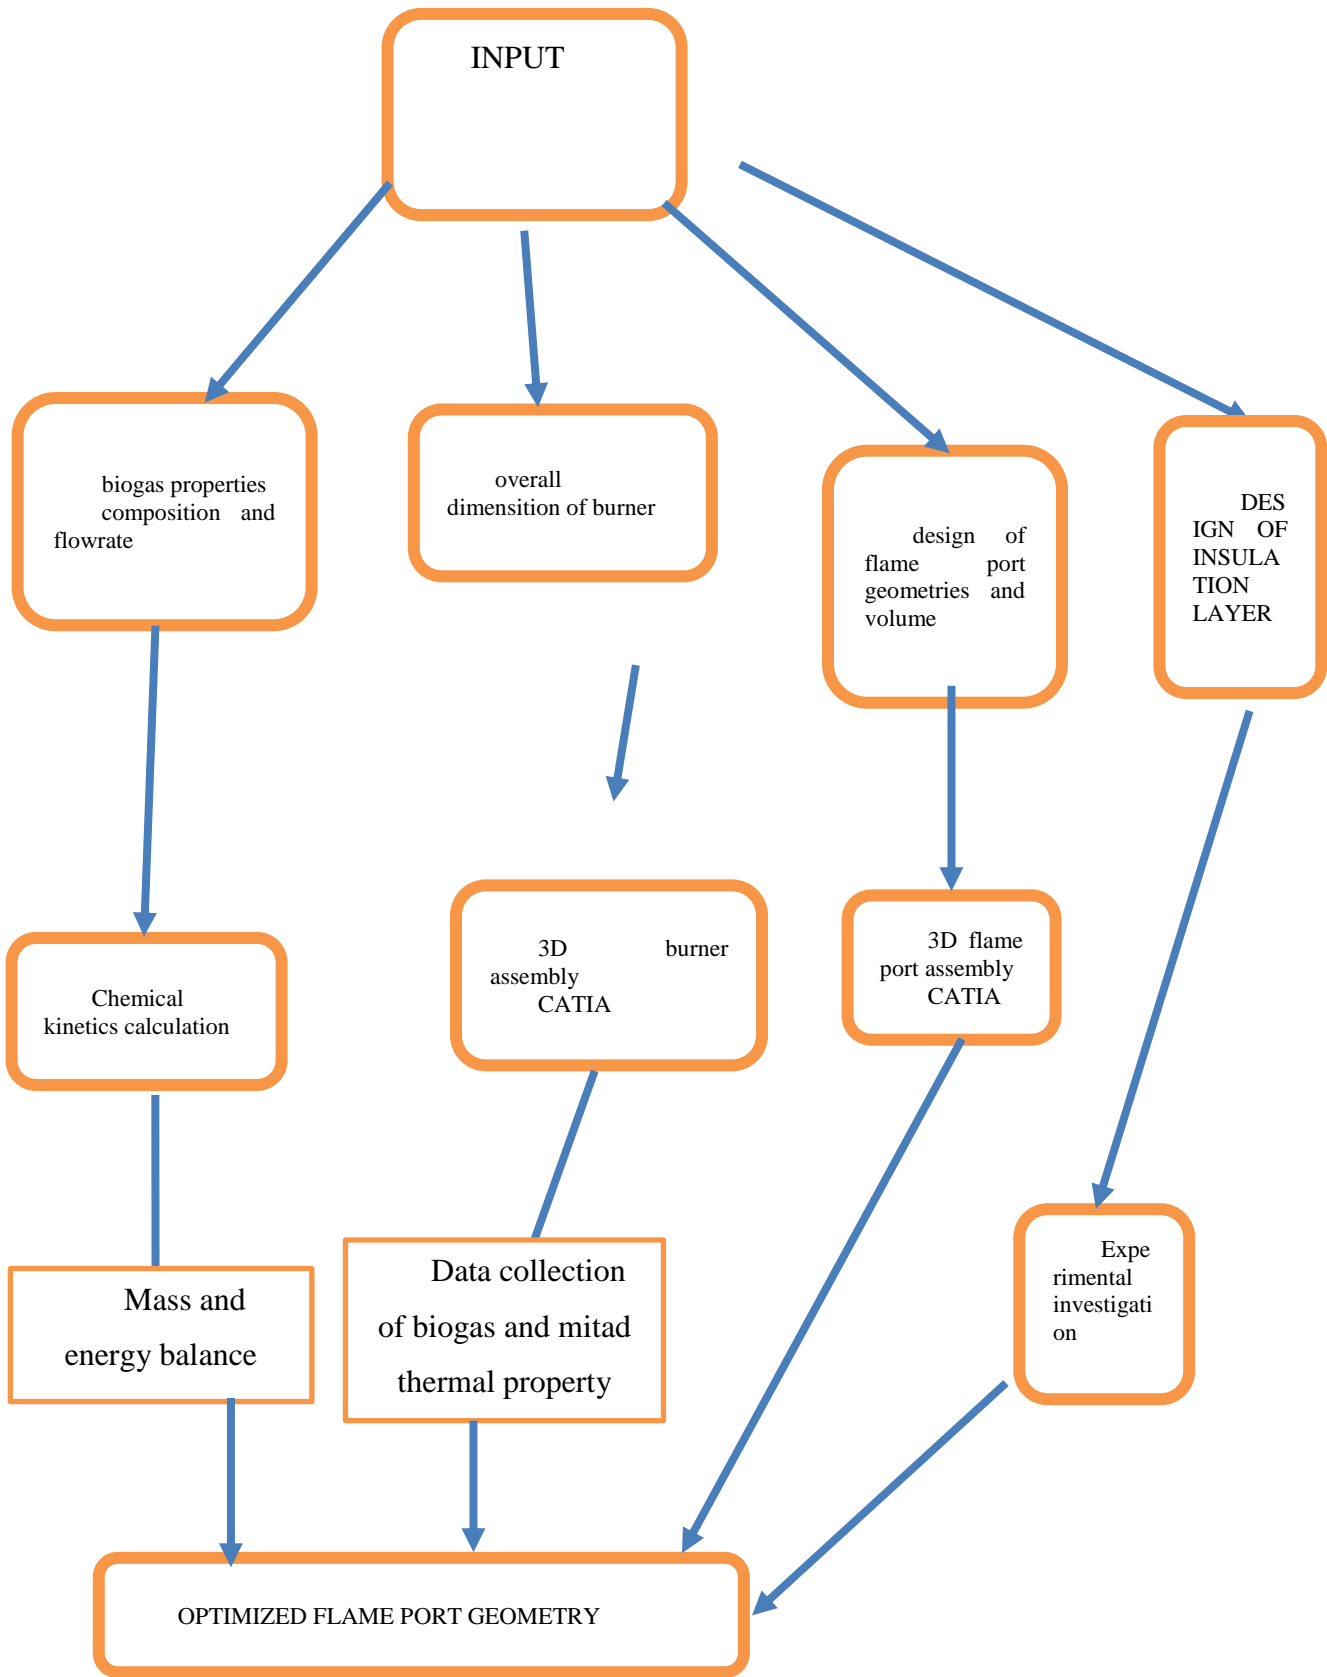 INPUT
biogas properties
composition and
flowrate
overall
dimensition of burner
design of
flame port
geometries and
volume
DES
IGN OF
INSULA
TION
LAYER
Chemical
kinetics calculation
3D burner
assembly
CATIA
3D flame
port assembly
CATIA
Mass and
energy balance
Data collection
of biogas and mitad
thermal property
Expe
rimental
investigati
on
OPTIMIZED FLAME PORT GEOMETRY